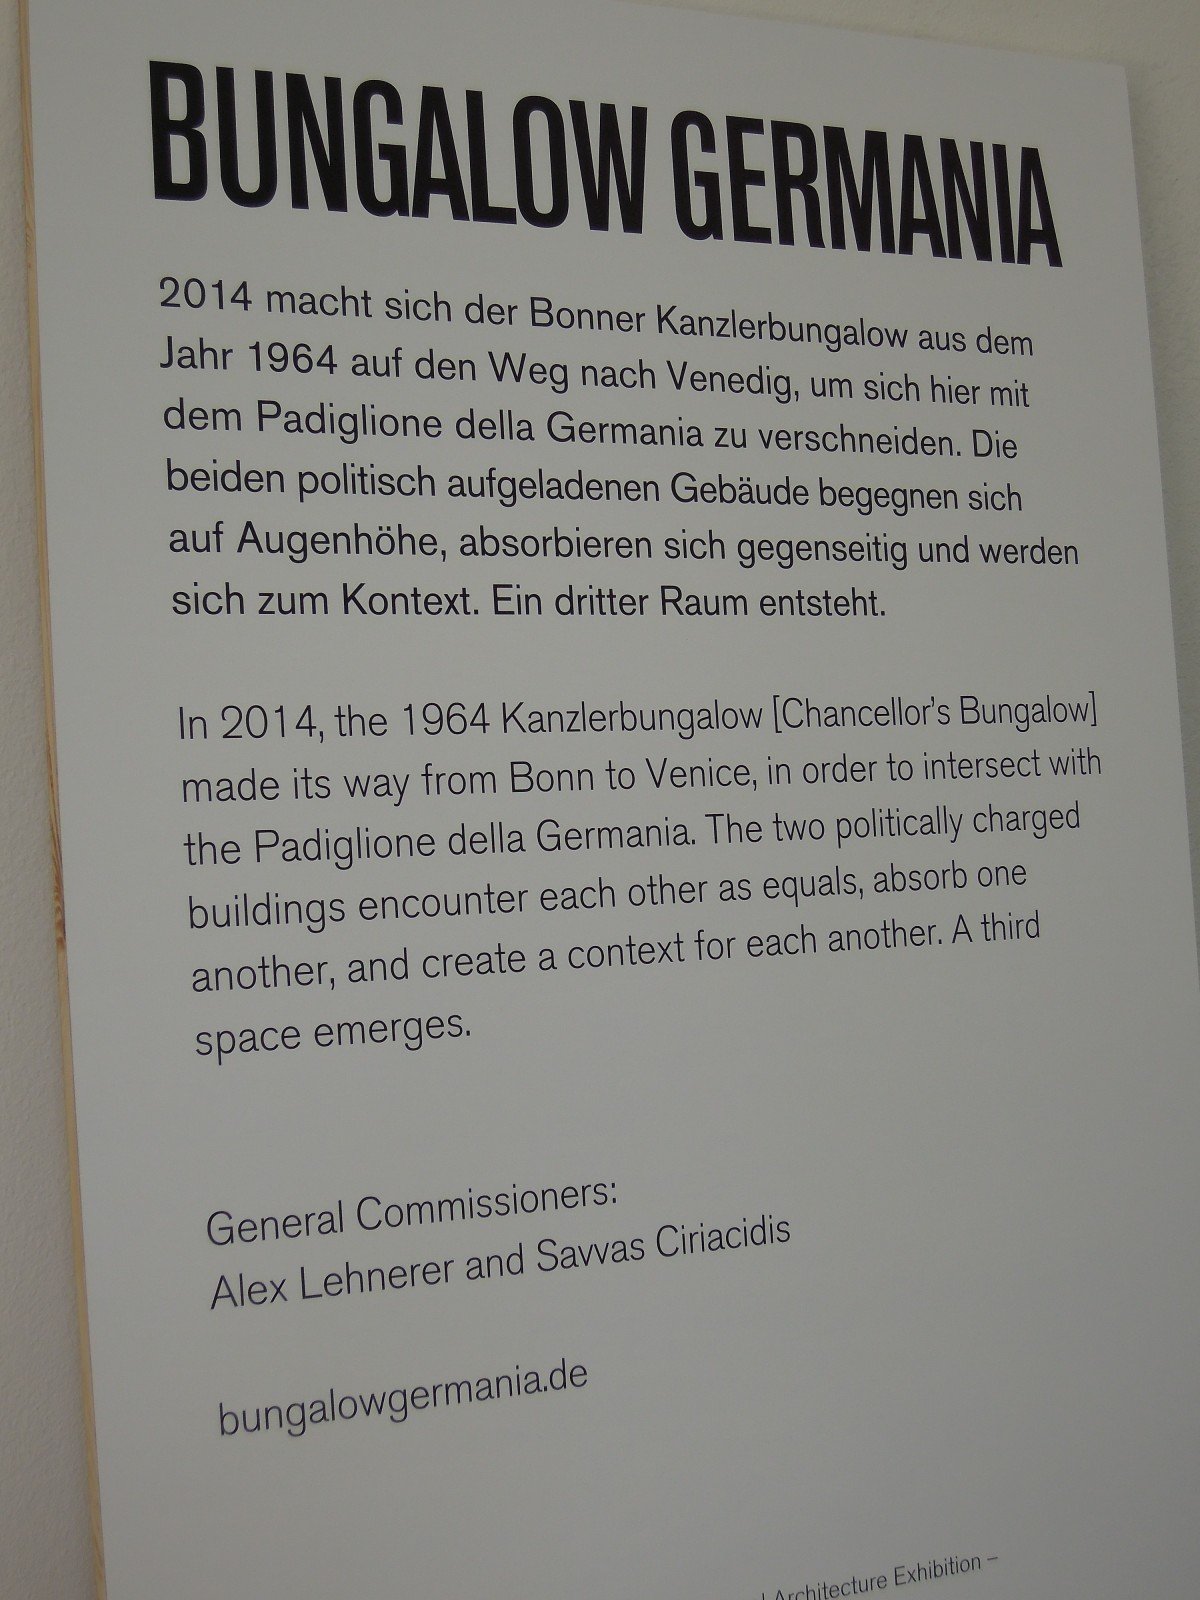 BUNGALOW GERMANIA
2014 macht sich der Bonner Kanzlerbungalow aus dem
Jahr 1964 auf den Weg nach Venedig, um sich hier mit
dem Padiglione della Germania zu verschneiden. Die
beiden politisch aufgeladenen Gebäude begegnen sich
auf Augenhöhe, absorbieren sich gegenseitig und werden
sich zum Kontext. Ein dritter Raum entsteht.
In 2014, the 1964 Kanzlerbungalow [Chancellor's Bungalow]
made its way from Bonn to Venice, in order to intersect with
the Padiglione della Germania. The two politically charged
buildings encounter each other as equals, absorb one
another, and create a context for each another. A third
space emerges.
General Commissioners:
Alex Lehnerer and Savvas Ciriacidis
bungalowgermania.de
Architecture Exhibition –